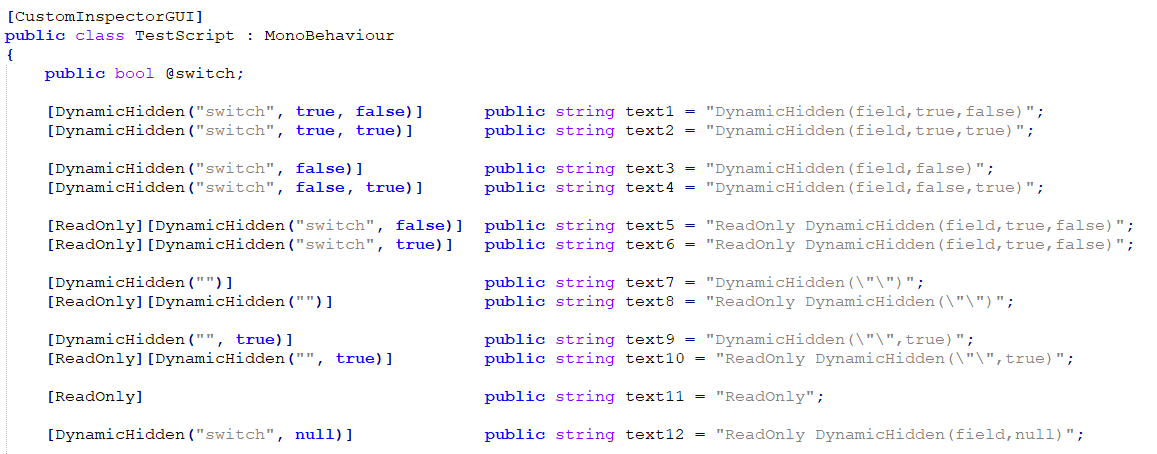 [CustomInspectorGUI]
public class TestScript : MonoBehaviour
{
    public bool @switch;

    [DynamicHidden("switch", true, false)]      public string text1 = "DynamicHidden(field,true,false)";
    [DynamicHidden("switch", true, true)]       public string text2 = "DynamicHidden(field,true,true)";

    [DynamicHidden("switch", false)]            public string text3 = "DynamicHidden(field,false)";
    [DynamicHidden("switch", false, true)]      public string text4 = "DynamicHidden(field,false,true)";

    [ReadOnly][DynamicHidden("switch", false)]  public string text5 = "ReadOnly DynamicHidden(field,true,false)";
    [ReadOnly][DynamicHidden("switch", true)]   public string text6 = "ReadOnly DynamicHidden(field,true,false)";

    [DynamicHidden("")]                         public string text7 = "DynamicHidden(\"\")";
    [ReadOnly][DynamicHidden("")]               public string text8 = "ReadOnly DynamicHidden(\"\")";

    [DynamicHidden("", true)]                   public string text9 = "DynamicHidden(\"\",true)";
    [ReadOnly][DynamicHidden("", true)]         public string text10 = "ReadOnly DynamicHidden(\"\",true)";

    [ReadOnly]                                  public string text11 = "ReadOnly";

    [DynamicHidden("switch", null)]             public string text12 = "ReadOnly DynamicHidden(field,null)";